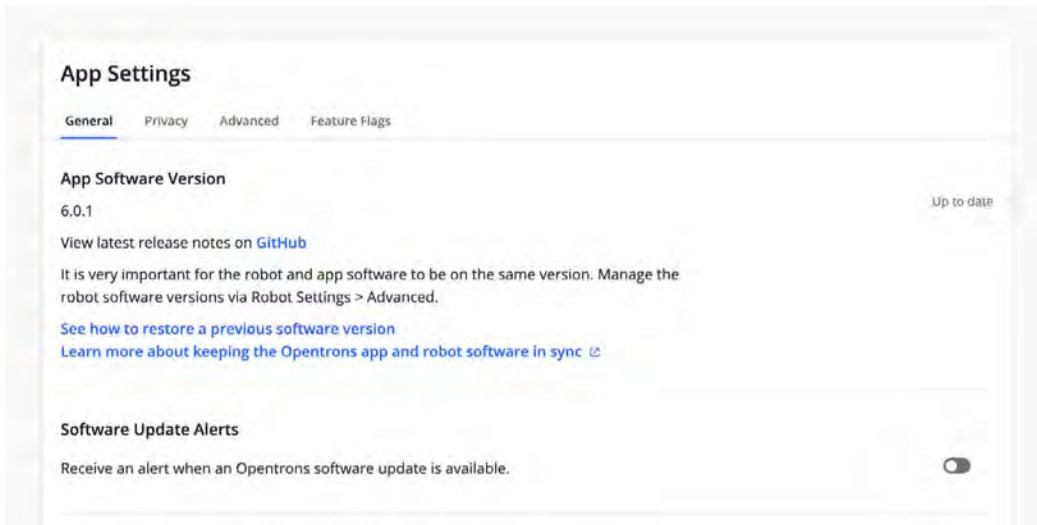 App Settings
General Privacy Advanced Feature Flags
App Software Version
6.0.1
Up to date
View latest release notes on GitHub
It is very important for the robot and app software to be on the same version. Manage the
robot software versions via Robot Settings > Advanced.
See how to restore a previous software version
Learn more about keeping the Opentrons app and robot software in sync
Software Update Alerts
Receive an alert when an Opentrons software update is available.